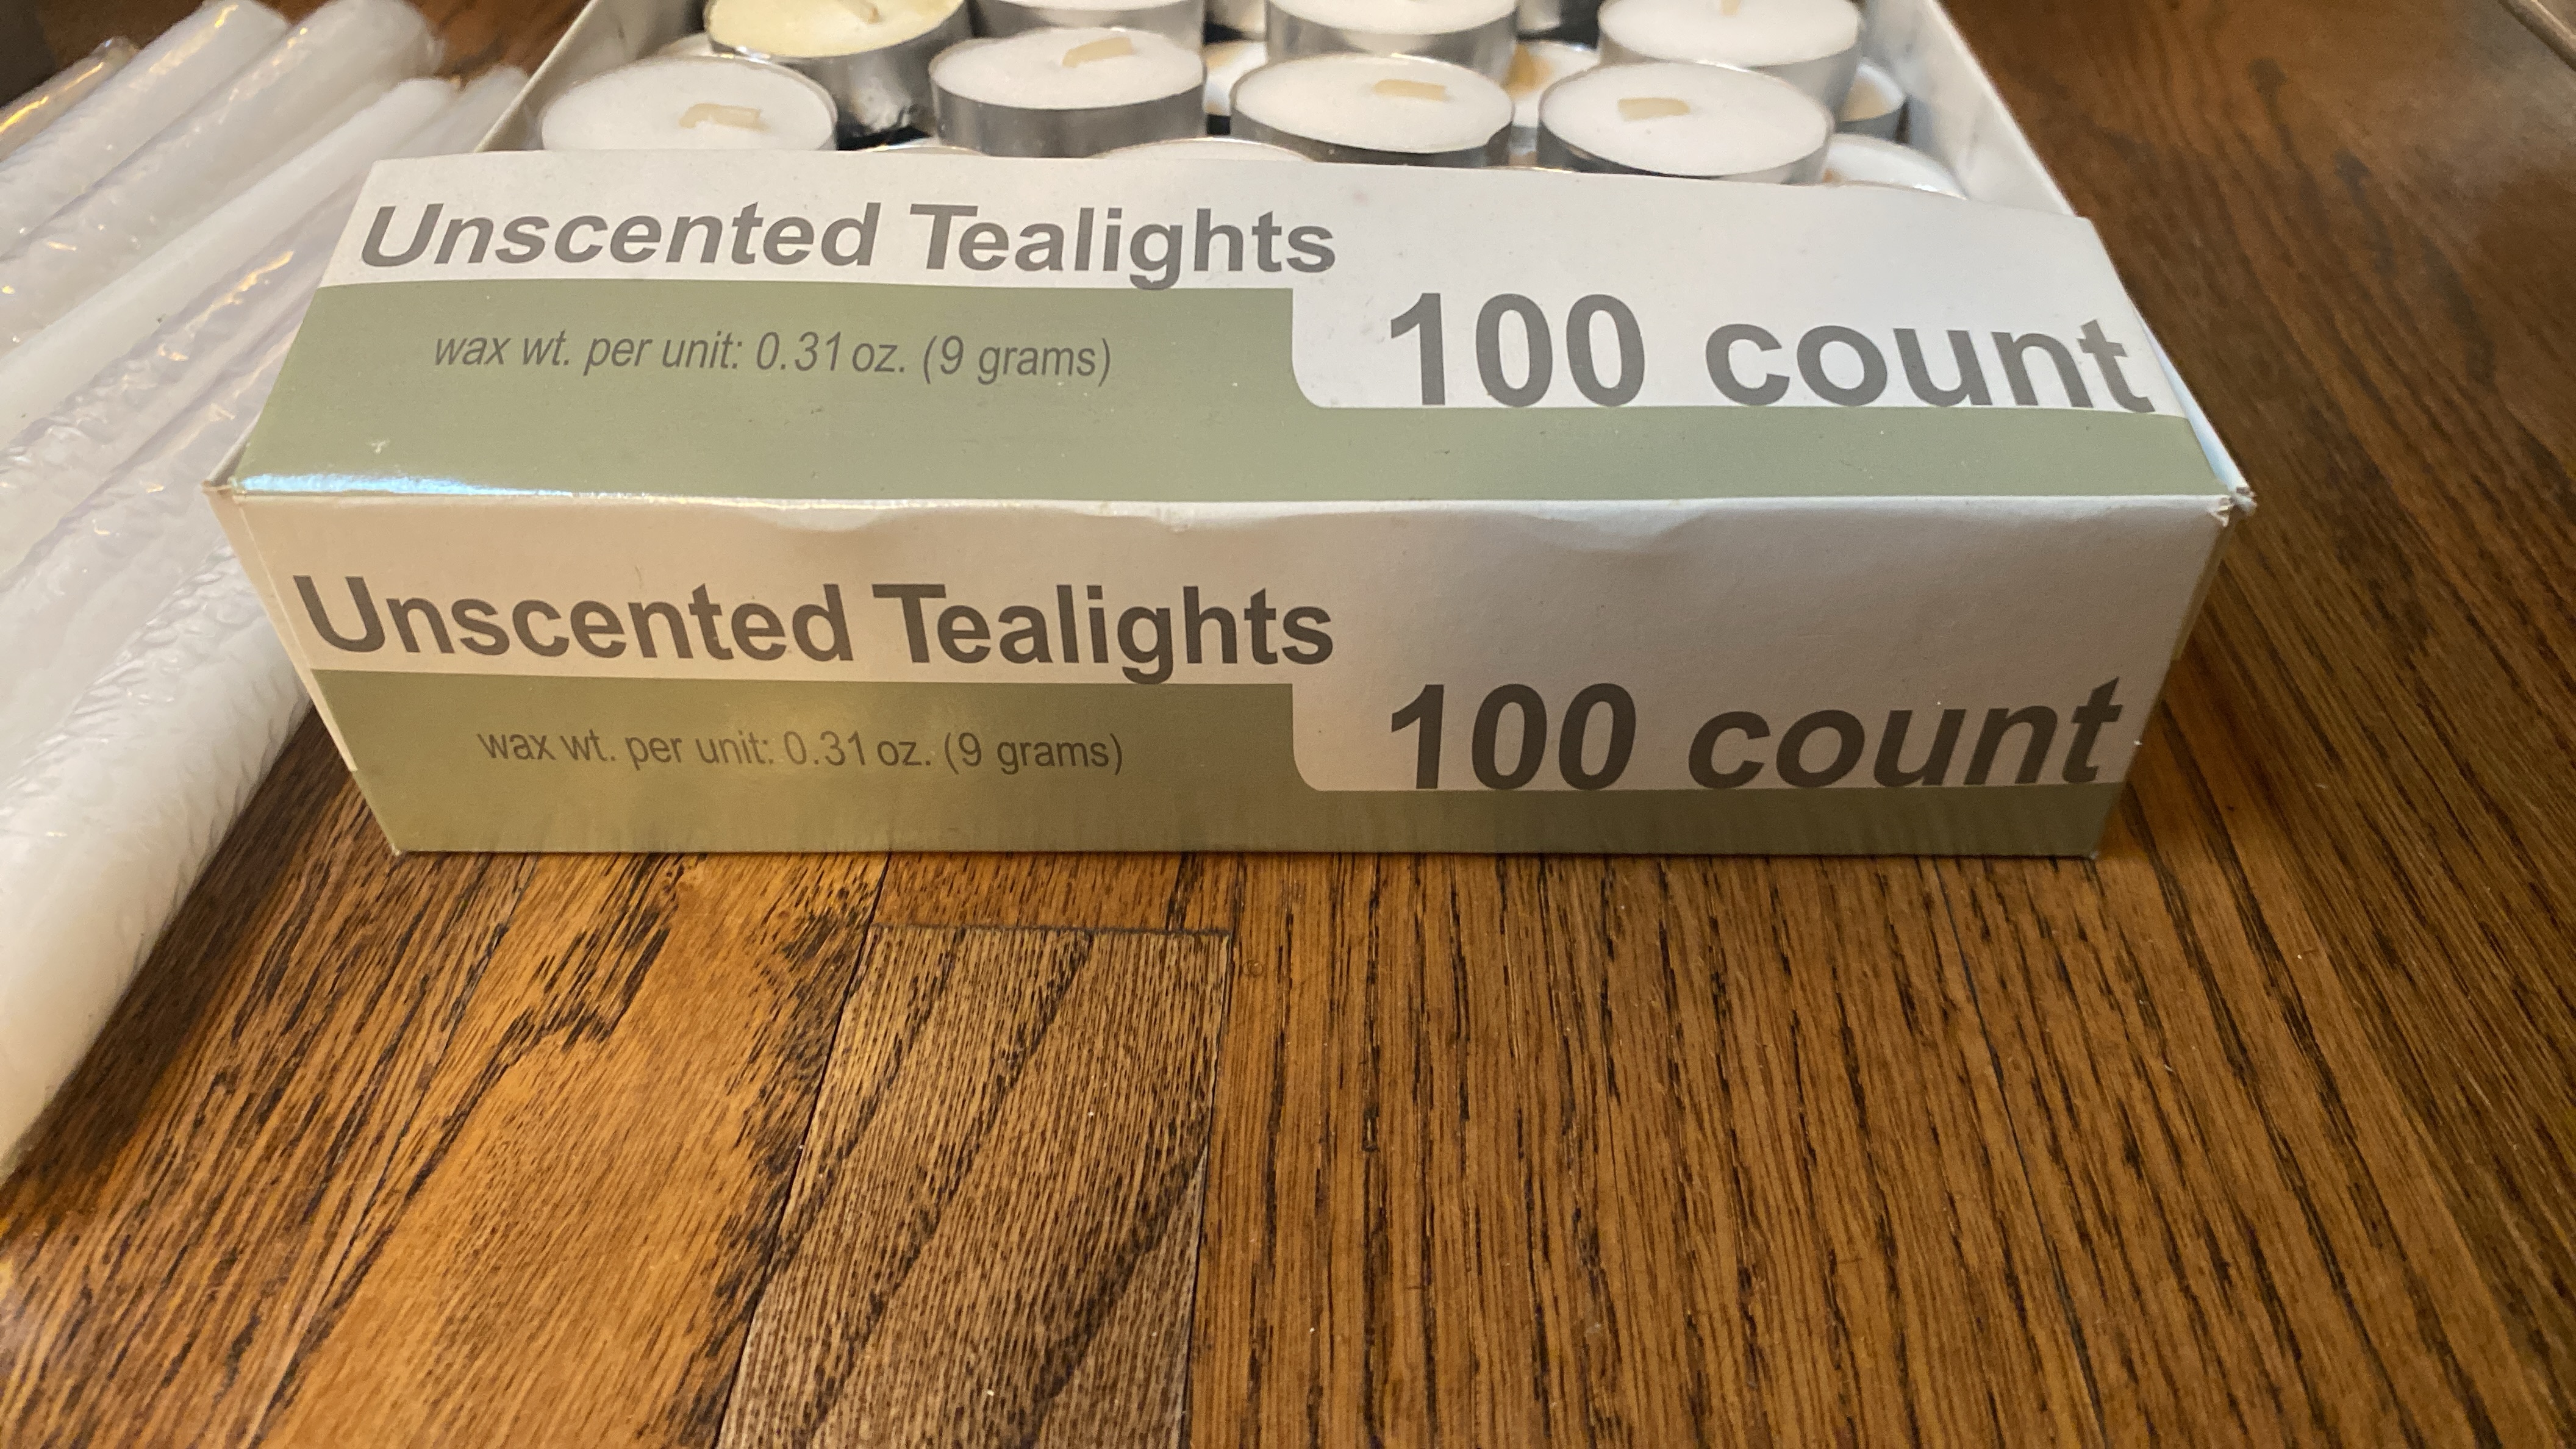 Unscented Tealights
wax wt. per unit: 0.31 oz. (9 grams)
100 count
Unscented Tealights
wax wt. per unit: 0.31 oz. (9 grams)
100 count